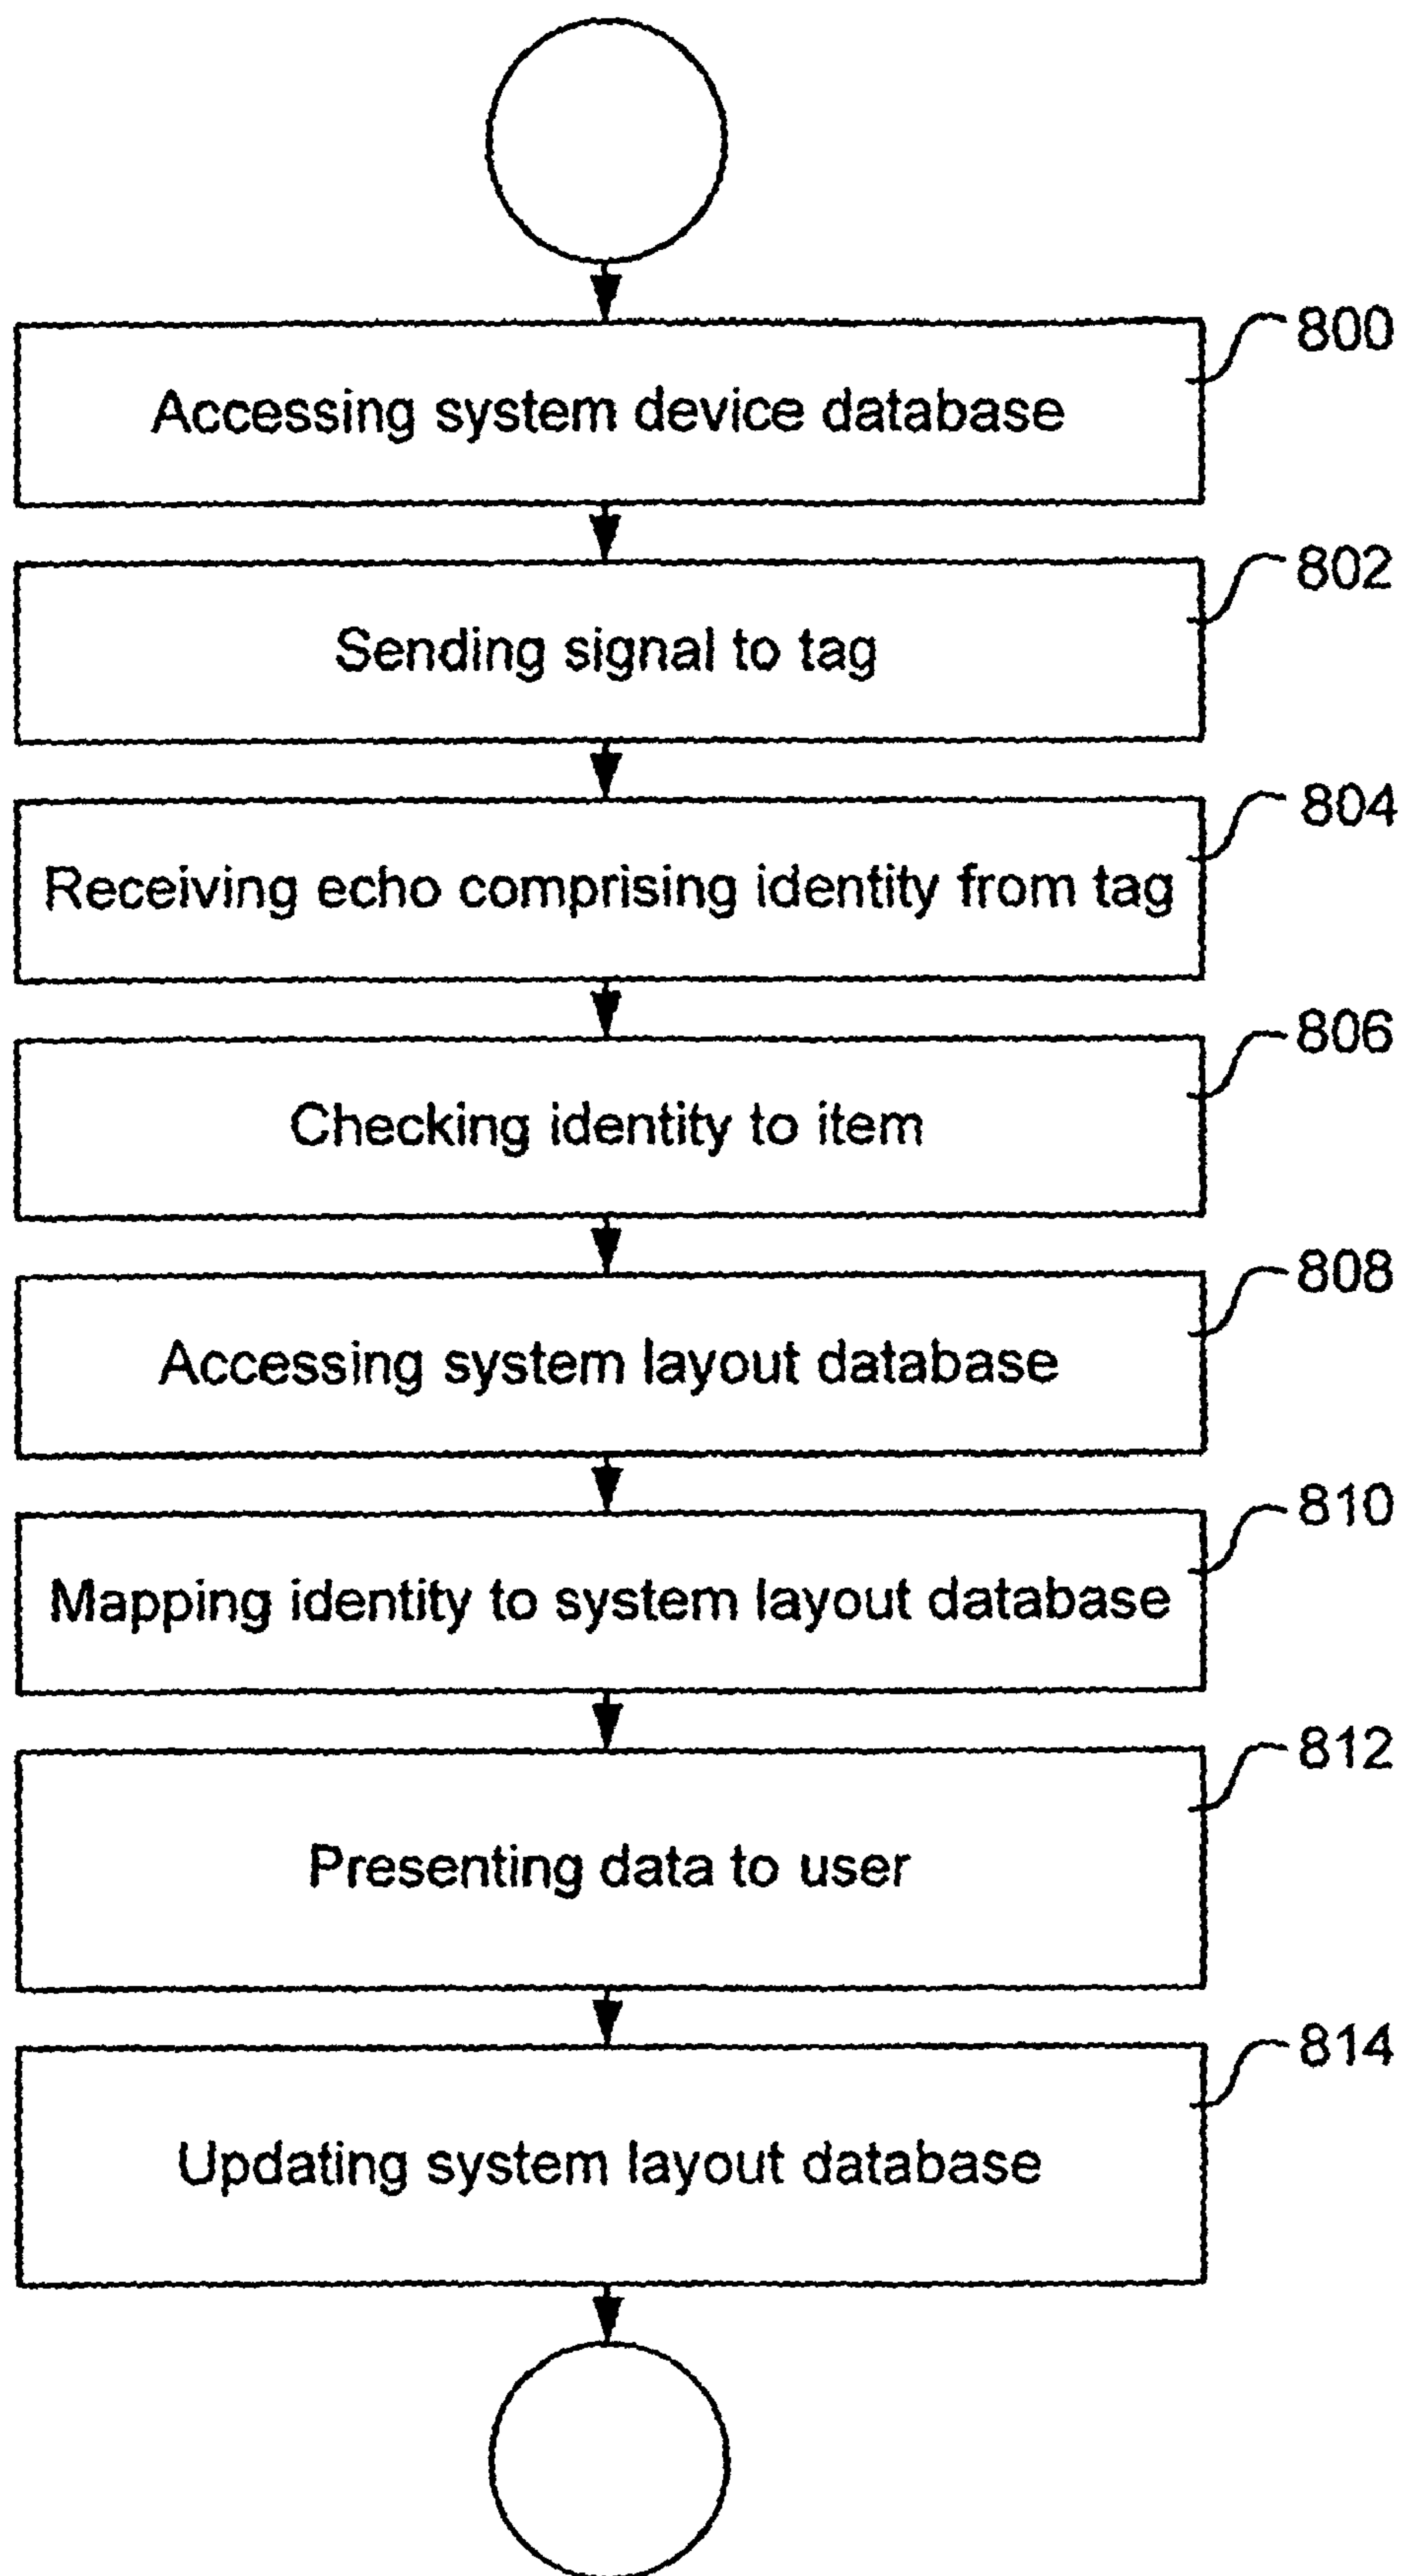 800
Accessing system device database
802
Sending signal to tag
804
Receiving echo comprising identity from tag
806
Checking identity to item
808
Accessing system layout database
810
Mapping identity to system layout database
812
Presenting data to user
814
Updating system layout database